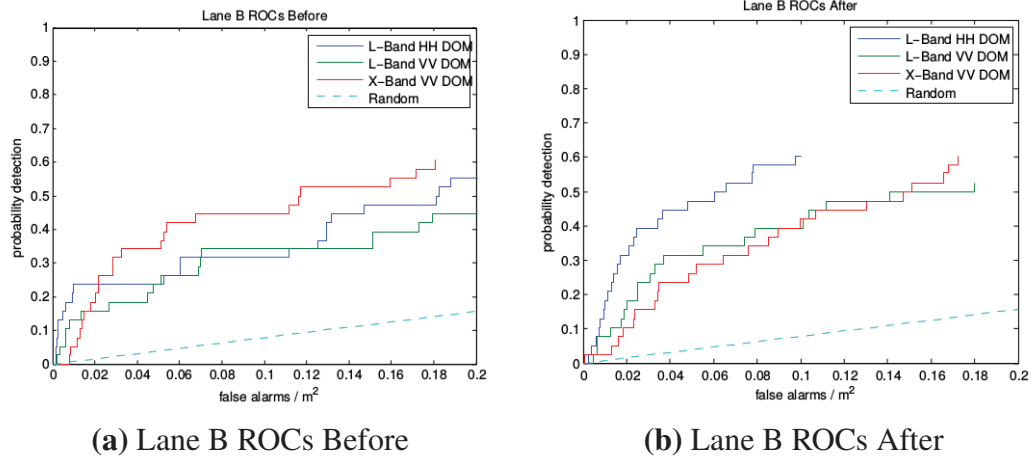 Lane B ROCs Before
L-Band HH DOM
L-Band VV DOM
X-Band VV DOM
Random
1
0.9
0.8
0.7
0.6
0.5
0.4
0.3
0.2
0.1
0
probability detection
0 0.02 0.04 0.06 0.08 0.1 0.12 0.14 0.16 0.18 0.2
false alarms / m²
(a) Lane B ROCs Before
Lane B ROCs After
L-Band HH DOM
L-Band VV DOM
X-Band VV DOM
Random
1
0.9
0.8
0.7
0.6
0.5
0.4
0.3
0.2
0.1
0
probability detection
0 0.02 0.04 0.06 0.08 0.1 0.12 0.14 0.16 0.18 0.2
false alarms / m²
(b) Lane B ROCs After